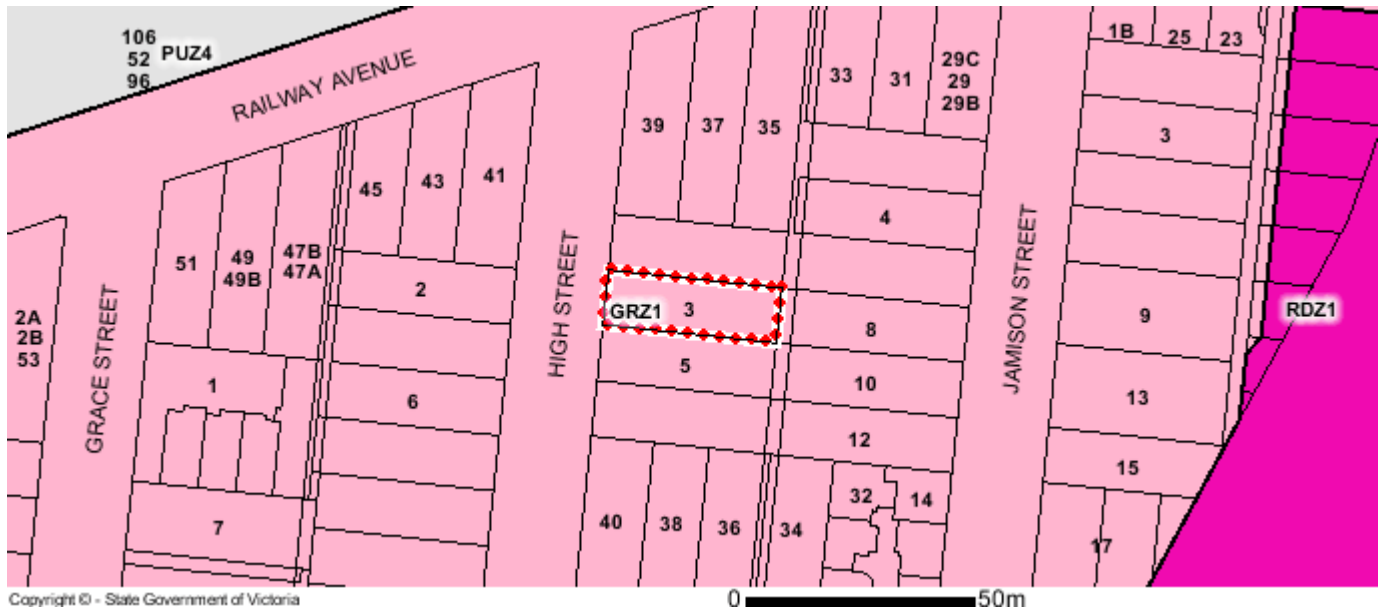 106
52
96
PUZ4
RAILWAY AVENUE
1B
25
23
33
31
29C
29
29B
39
37
35
3
45
43
41
4
51
49
49B
47B
47A
2
HIGH STREET
JAMISON STREET
GRZ1
3
8
9
RDZ1
2A
2B
53
GRACE STREET
1
6
5
10
13
12
15
7
40
38
36
34
32
14
17
Copyright © - State Government of Victoria
0
50m